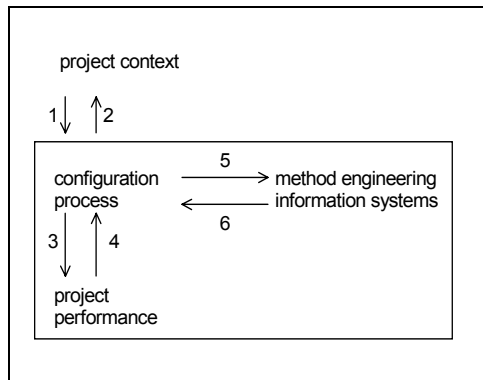 project context
1 2
5
configuration method engineering
process information systems
6
3 4
project
performance